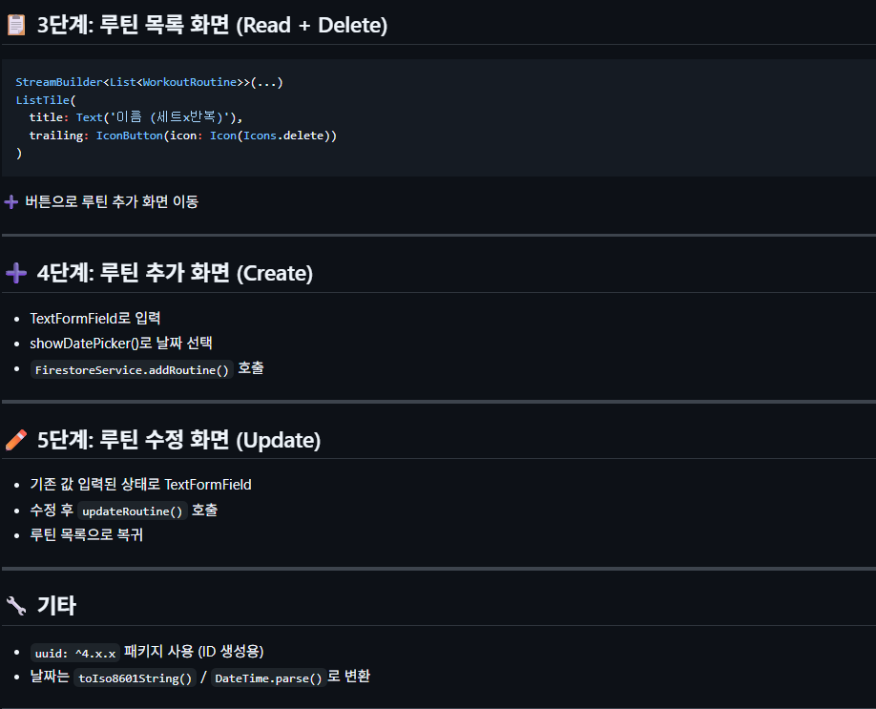 3단계: 루틴 목록 화면 (Read + Delete)
StreamBuilder<List<WorkoutRoutine>>(...)
ListTile(
  title: Text('이름 (세트x반복)'),
  trailing: IconButton(icon: Icon(Icons.delete))
)
➕ 버튼으로 루틴 추가 화면 이동
➕ 4단계: 루틴 추가 화면 (Create)
• TextFormField로 입력
• showDatePicker()로 날짜 선택
• FirestoreService.addRoutine() 호출
5단계: 루틴 수정 화면 (Update)
• 기존 값 입력된 상태로 TextFormField
• 수정 후 updateRoutine() 호출
• 루틴 목록으로 복귀
기타
• uuid: ^4.x.x 패키지 사용 (ID 생성용)
• 날짜는 toIso8601String() / DateTime.parse()로 변환